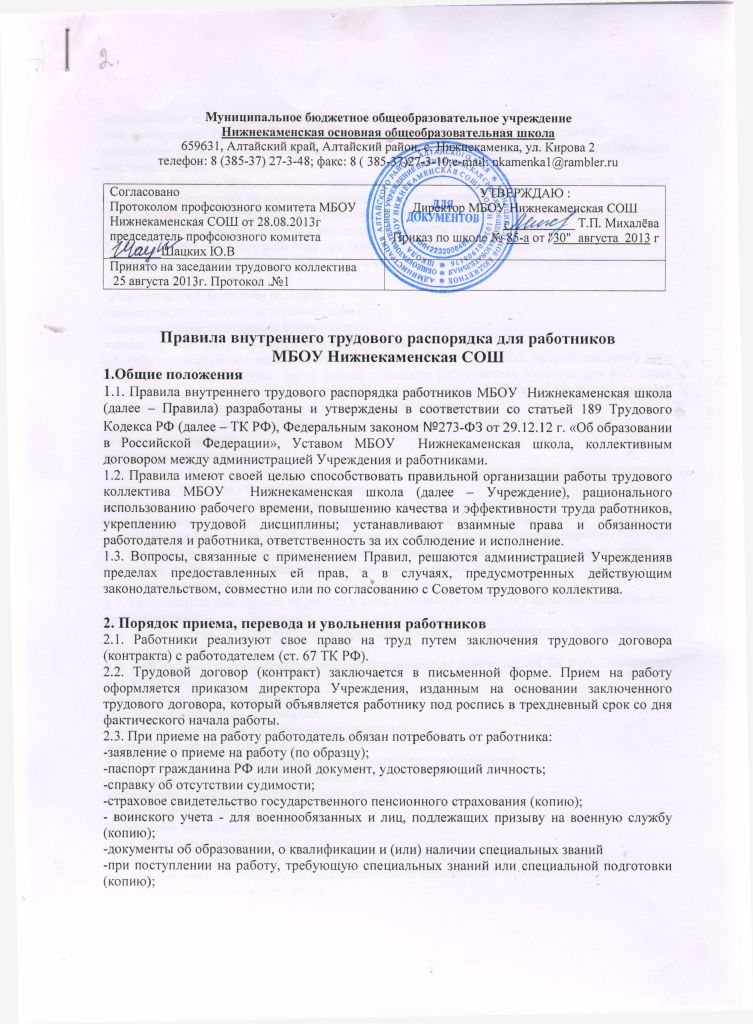 2.
Муниципальное бюджетное общеобразовательное учреждение
Нижнекаменская основная общеобразовательная школа
659631, Алтайский край, Алтайский район, с. Нижнекаменка, ул. Кирова 2
телефон: 8 (385-37) 27-3-48; факс: 8 ( 385-37)27-3-10;e-mail: nkamenka1@rambler.ru
Согласовано
Протоколом профсоюзного комитета МБОУ
Нижнекаменская СОШ от 28.08.2013г
председатель профсоюзного комитета
Шацких Ю.В
УТВЕРЖДАЮ :
Директор МБОУ Нижнекаменская СОШ
Т.П. Михалёва
Приказ по школе № 85-а от "30" августа 2013 г
ДЛЯ
ДОКУМЕНТОВ
Принято на заседании трудового коллектива
25 августа 2013г. Протокол .№1
Правила внутреннего трудового распорядка для работников
МБОУ Нижнекаменская СОШ
1.Общие положения
1.1. Правила внутреннего трудового распорядка работников МБОУ Нижнекаменская школа
(далее – Правила) разработаны и утверждены в соответствии со статьей 189 Трудового
Кодекса РФ (далее – ТК РФ), Федеральным законом №273-ФЗ от 29.12.12 г. «Об образовании
в Российской Федерации», Уставом МБОУ Нижнекаменская школа, коллективным
договором между администрацией Учреждения и работниками.
1.2. Правила имеют своей целью способствовать правильной организации работы трудового
коллектива МБОУ Нижнекаменская школа (далее – Учреждение), рационального
использованию рабочего времени, повышению качества и эффективности труда работников,
укреплению трудовой дисциплины; устанавливают взаимные права и обязанности
работодателя и работника, ответственность за их соблюдение и исполнение.
1.3. Вопросы, связанные с применением Правил, решаются администрацией Учрежденияв
пределах предоставленных ей прав, а в случаях, предусмотренных действующим
законодательством, совместно или по согласованию с Советом трудового коллектива.
2. Порядок приема, перевода и увольнения работников
2.1. Работники реализуют свое право на труд путем заключения трудового договора
(контракта) с работодателем (ст. 67 ТК РФ).
2.2. Трудовой договор (контракт) заключается в письменной форме. Прием на работу
оформляется приказом директора Учреждения, изданным на основании заключенного
трудового договора, который объявляется работнику под роспись в трехдневный срок со дня
фактического начала работы.
2.3. При приеме на работу работодатель обязан потребовать от работника:
-заявление о приеме на работу (по образцу);
-паспорт гражданина РФ или иной документ, удостоверяющий личность;
-справку об отсутствии судимости;
-страховое свидетельство государственного пенсионного страхования (копию);
- воинского учета - для военнообязанных и лиц, подлежащих призыву на военную службу
(копию);
-документы об образовании, о квалификации и (или) наличии специальных званий
-при поступлении на работу, требующую специальных знаний или специальной подготовки
(копию);